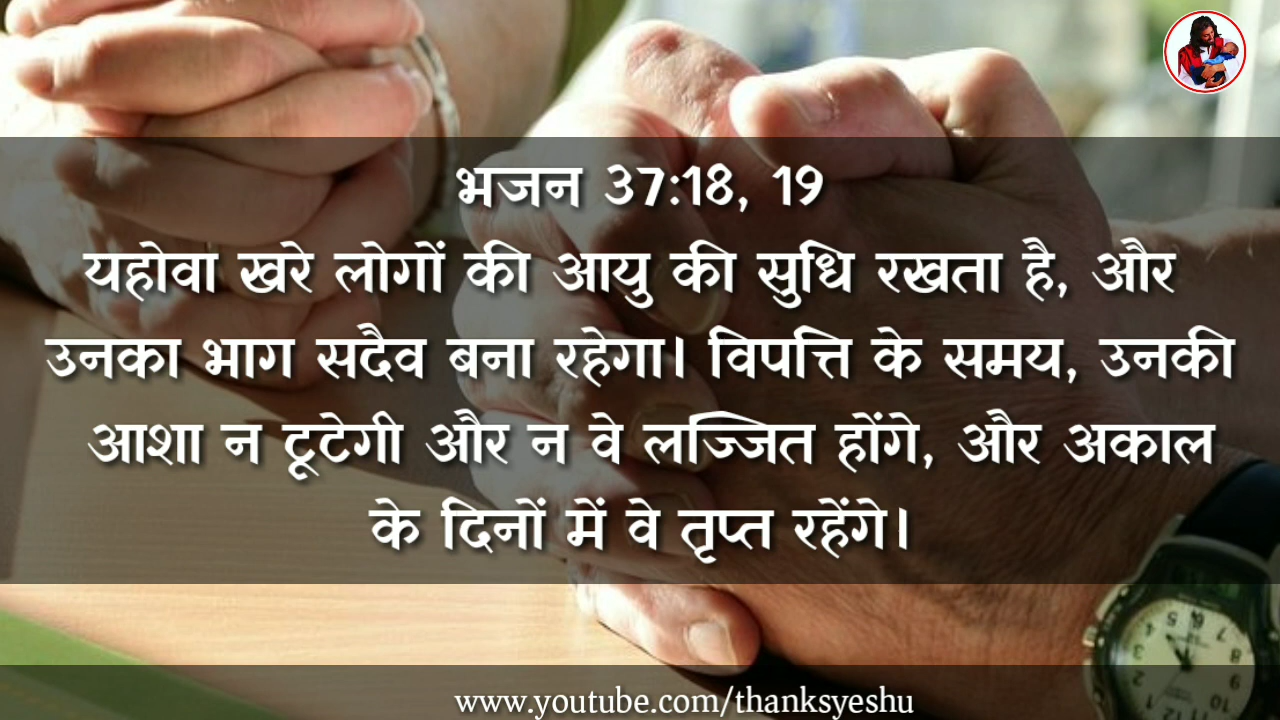 भजन 37:18, 19
यहोवा खरे लोगों की आयु की सुधि रखता है, और
उनका भाग सदैव बना रहेगा। विपत्ति के समय, उनकी
आशा न टूटेगी और न वे लज्जित होंगे, और अकाल
के दिनों में वे तृप्त रहेंगे।
www.youtube.com/thanksyeshu